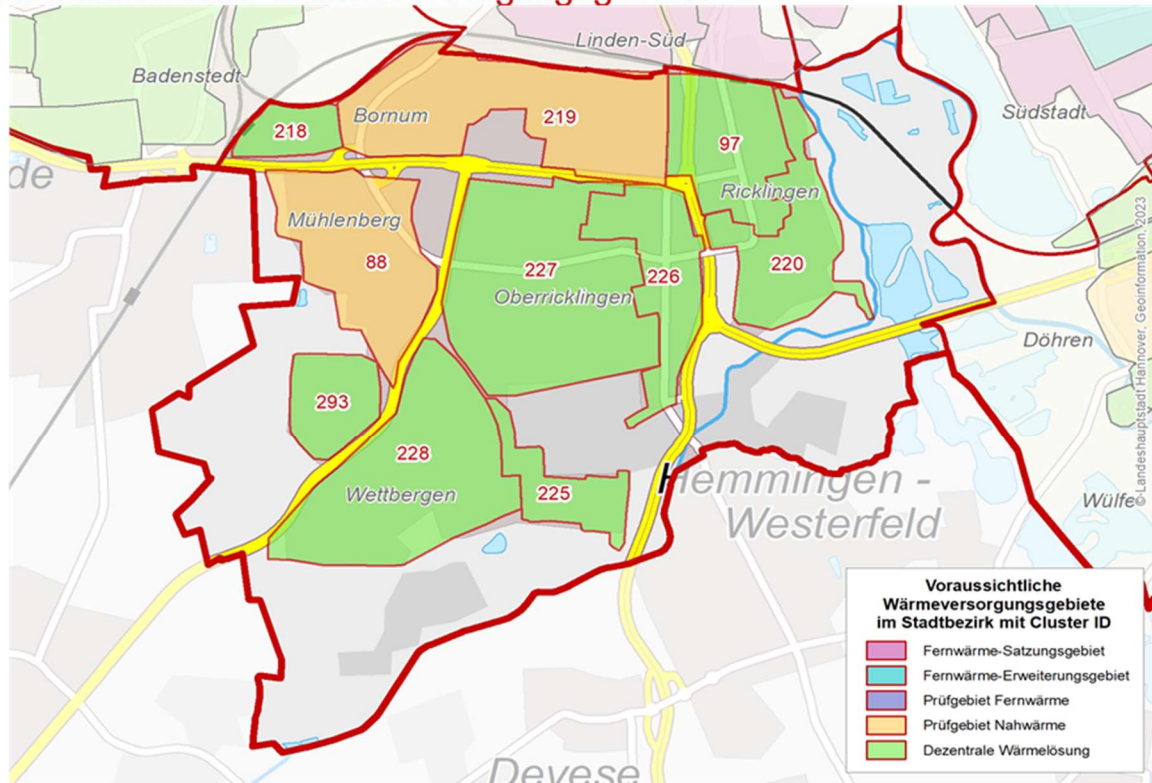 Linden-Süd
Badenstedt
Südstadt
Bornum
218
219
97
Ricklingen
de
Mühlenberg
88
227
226
220
Oberricklingen
Döhren
293
228
Wettbergen
225
Hemmingen -
Westerfeld
Wülfe
Devese
©-Landeshauptstadt Hannover, Geoinformation, 2023
Voraussichtliche
Wärmeversorgungsgebiete
im Stadtbezirk mit Cluster ID
Fernwärme-Satzungsgebiet
Fernwärme-Erweiterungsgebiet
Prüfgebiet Fernwärme
Prüfgebiet Nahwärme
Dezentrale Wärmelösung